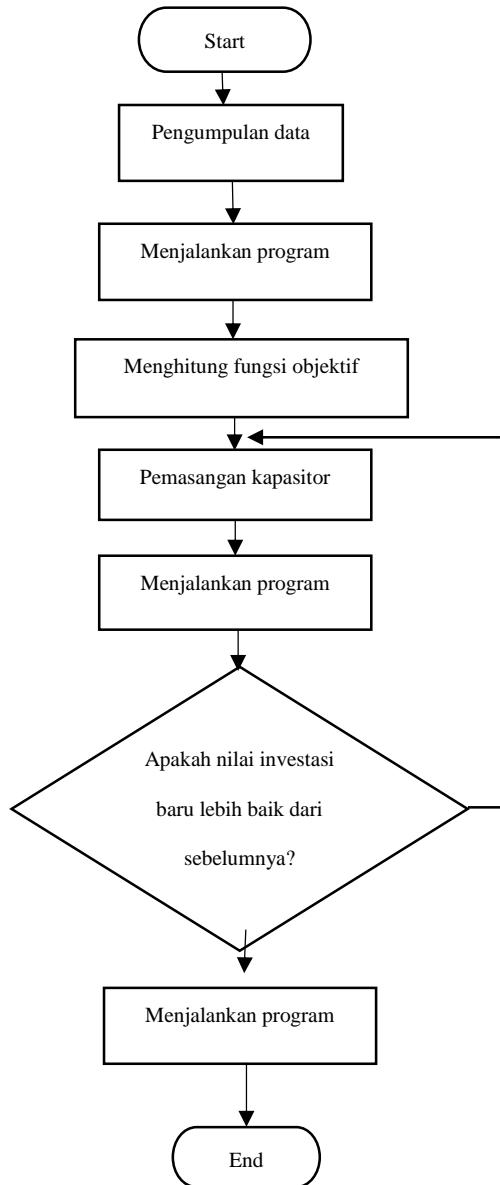 Start
Pengumpulan data
Menjalankan program
Menghitung fungsi objektif
Pemasangan kapasitor
Menjalankan program
Apakah nilai investasi
baru lebih baik dari
sebelumnya?
Menjalankan program
End